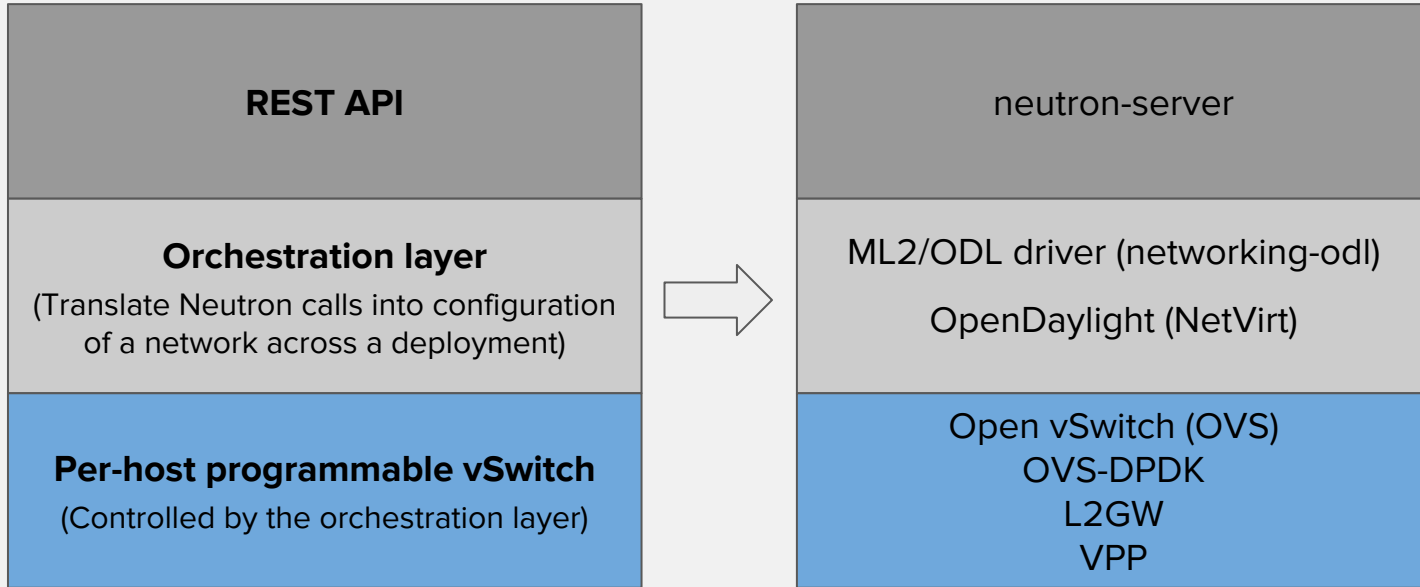 REST API
Orchestration layer
(Translate Neutron calls into configuration
of a network across a deployment)
Per-host programmable vSwitch
(Controlled by the orchestration layer)
neutron-server
ML2/ODL driver (networking-odl)
OpenDaylight (NetVirt)
Open vSwitch (OVS)
OVS-DPDK
L2GW
VPP